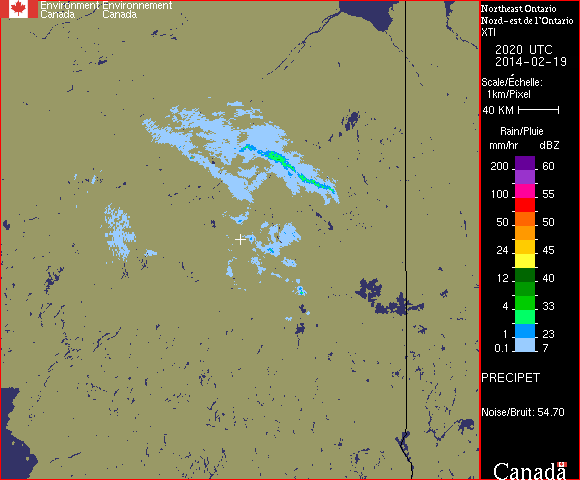 Environment Environnement
Canada Canada
Northeast Ontario
Nord-est de l'Ontario
XTI
2020 UTC
2014-02-19
Scale/Échelle:
1km/Pixel
40 KM
Rain/Pluie
mm/hr dBZ
200 60
100 55
50 50
24 45
12 40
4 33
1 23
0.1 7
PRECIPET
Noise/Bruit: 54.70
Canada